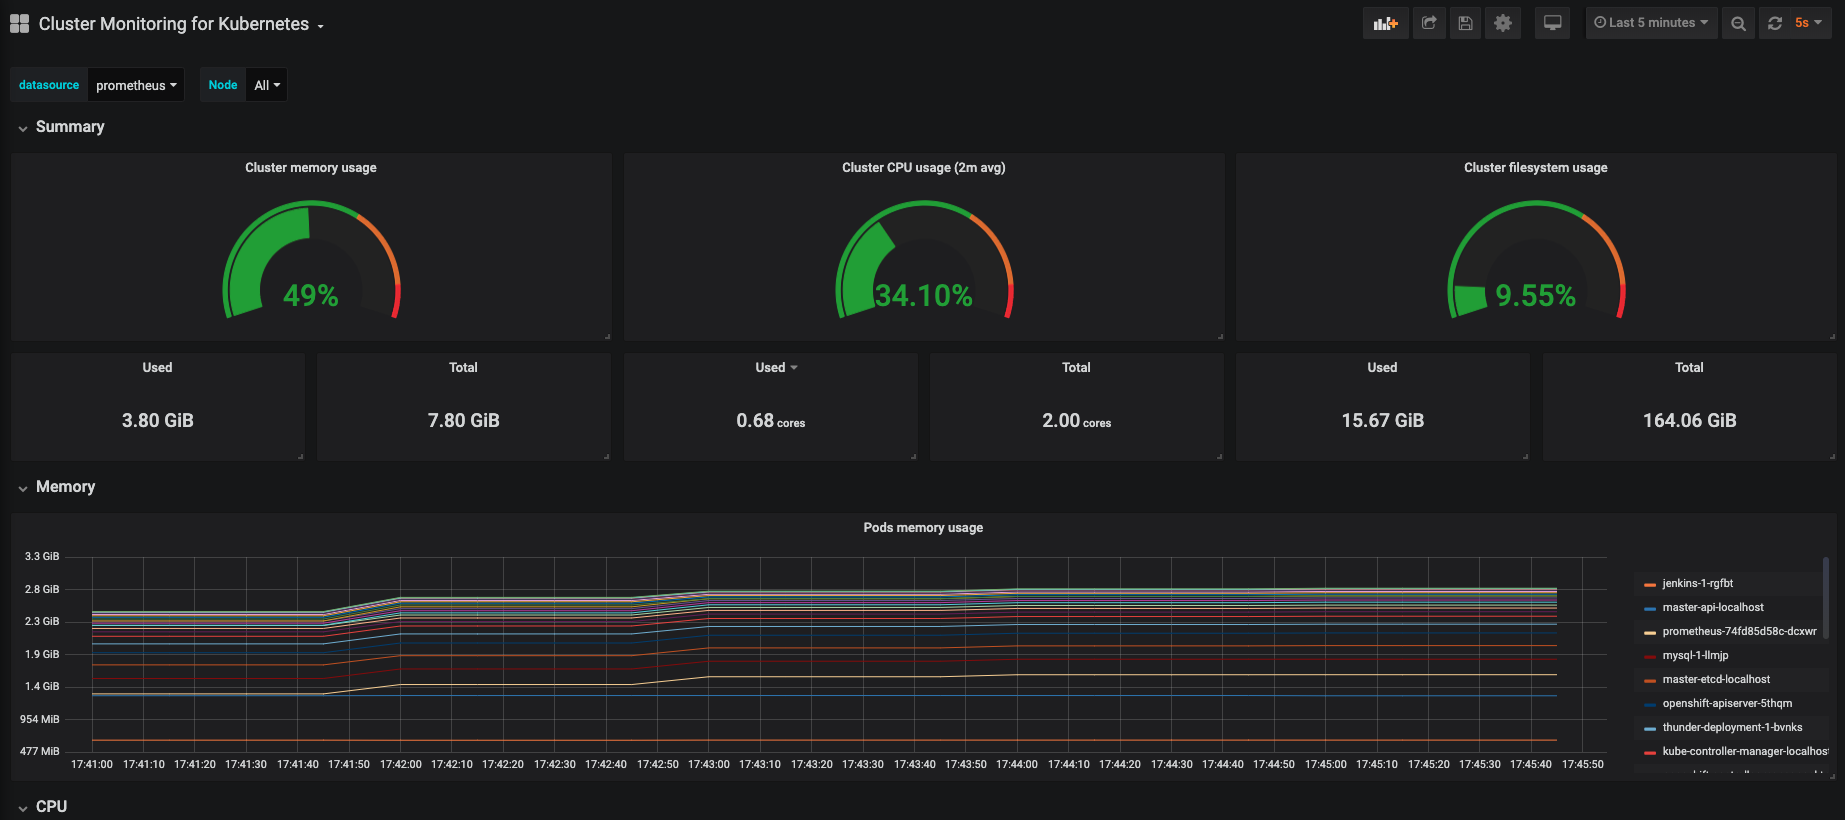 Cluster Monitoring for Kubernetes
Last 5 minutes
5s
datasource prometheus
Node All
Summary
Cluster memory usage
49%
Cluster CPU usage (2m avg)
34.10%
Cluster filesystem usage
9.55%
Used
3.80 GiB
Total
7.80 GiB
Used
0.68 cores
Total
2.00 cores
Used
15.67 GiB
Total
164.06 GiB
Memory
Pods memory usage
3.3 GiB
2.8 GiB
2.3 GiB
1.9 GiB
1.4 GiB
954 MiB
477 MiB
17:41:00 17:41:10 17:41:20 17:41:30 17:41:40 17:41:50 17:42:00 17:42:10 17:42:20 17:42:30 17:42:40 17:42:50 17:43:00 17:43:10 17:43:20 17:43:30 17:43:40 17:43:50 17:44:00 17:44:10 17:44:20 17:44:30 17:44:40 17:44:50 17:45:00 17:45:10 17:45:20 17:45:30 17:45:40 17:45:50
jenkins-1-rgfbt
master-api-localhost
prometheus-74fd85d58c-dcxwr
mysql-1-llmjp
master-etcd-localhost
openshift-apiserver-5thqm
thunder-deployment-1-bvnks
kube-controller-manager-localhost
CPU